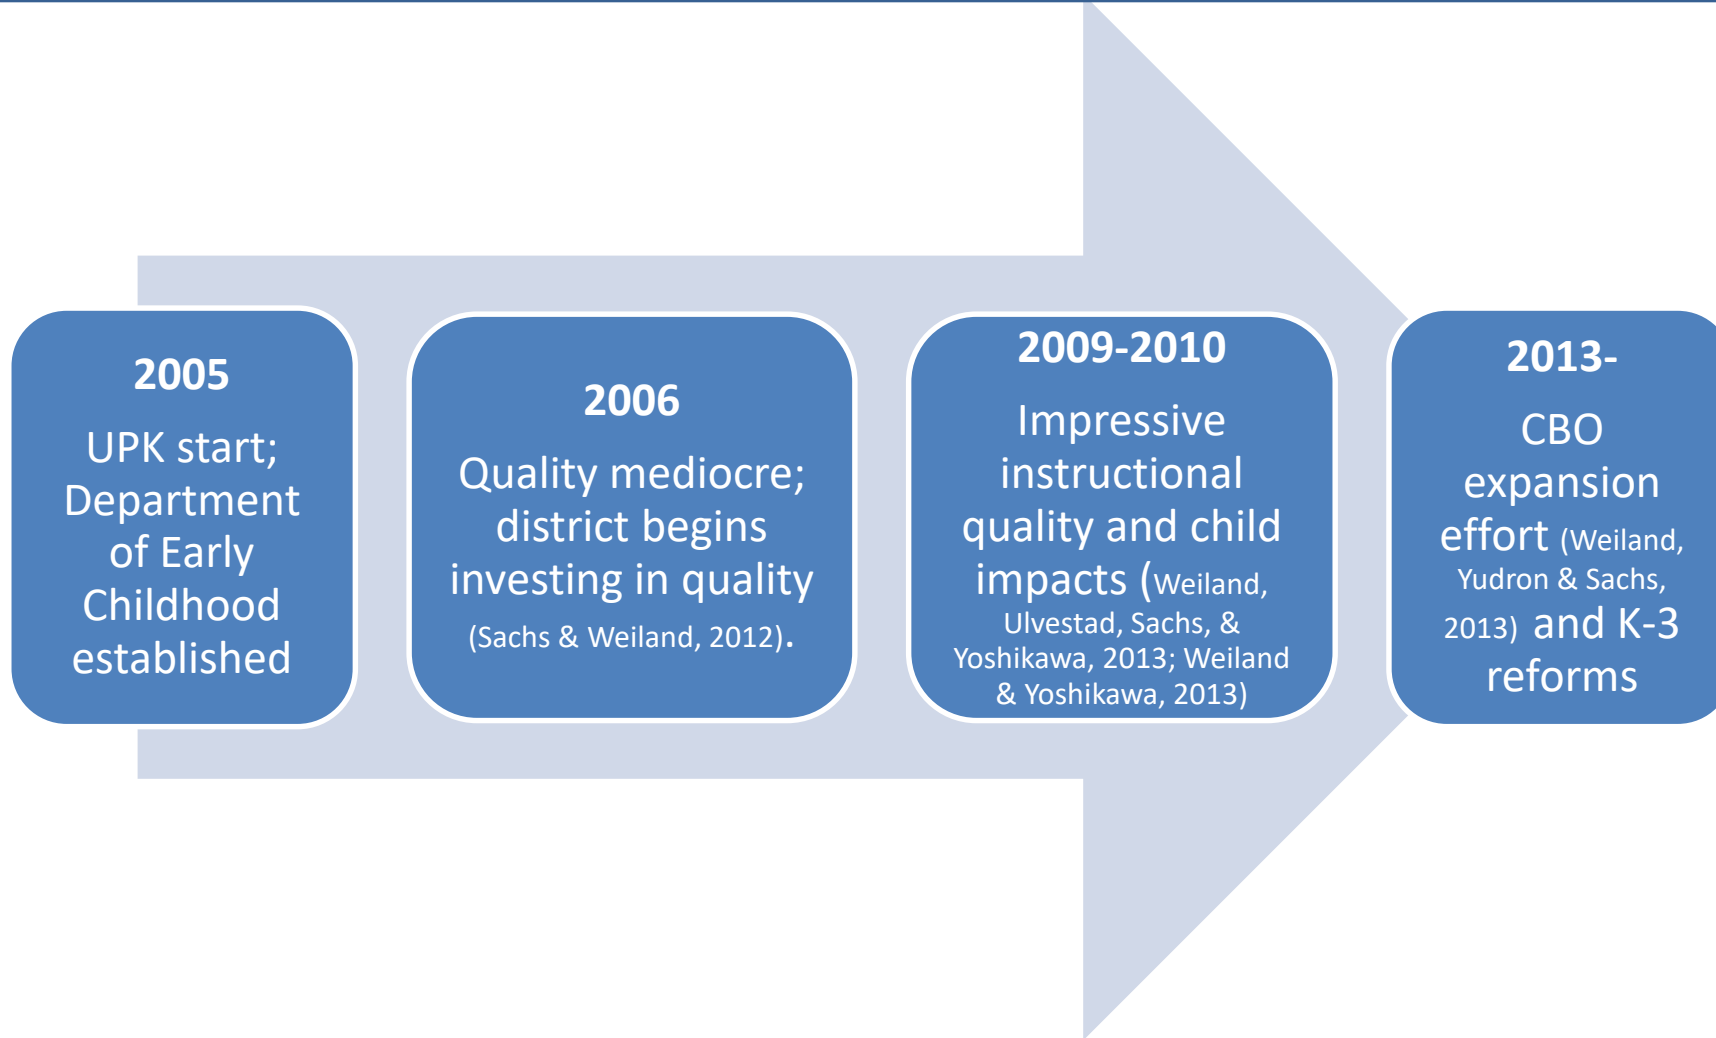 2005
UPK start;
Department
of Early
Childhood
established
2006
Quality mediocre;
district begins
investing in quality
(Sachs & Weiland, 2012).
2009-2010
Impressive
instructional
quality and child
impacts (Weiland,
Ulvestad, Sachs, &
Yoshikawa, 2013; Weiland
& Yoshikawa, 2013)
2013-
CBO
expansion
effort (Weiland,
Yudron & Sachs,
2013) and K-3
reforms